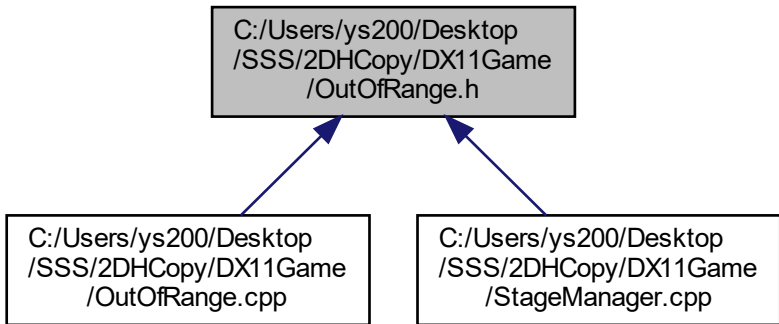 C:/Users/ys200/Desktop
/SSS/2DHCopy/DX11Game
/OutOfRange.h
C:/Users/ys200/Desktop
/SSS/2DHCopy/DX11Game
/OutOfRange.cpp
C:/Users/ys200/Desktop
/SSS/2DHCopy/DX11Game
/StageManager.cpp